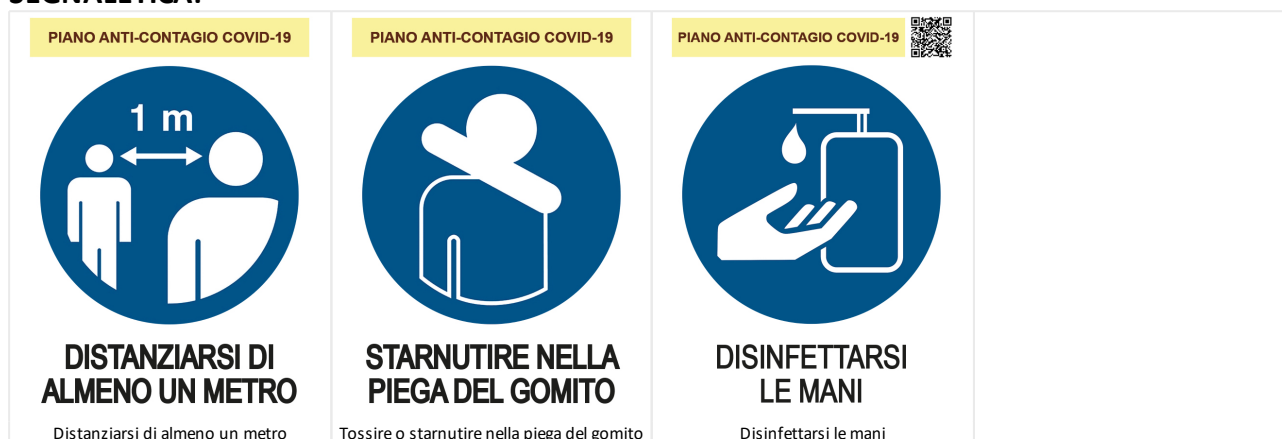 SEGNALETICA:
PIANO ANTI-CONTAGIO COVID-19
1 m
DISTANZIARSI DI
ALMENO UN METRO
Distanziarsi di almeno un metro
PIANO ANTI-CONTAGIO COVID-19
STARNUTIRE NELLA
PIEGA DEL GOMITO
Tossire o starnutire nella piega del gomito
PIANO ANTI-CONTAGIO COVID-19
DISINFETTARSI
LE MANI
Disinfettarsi le mani